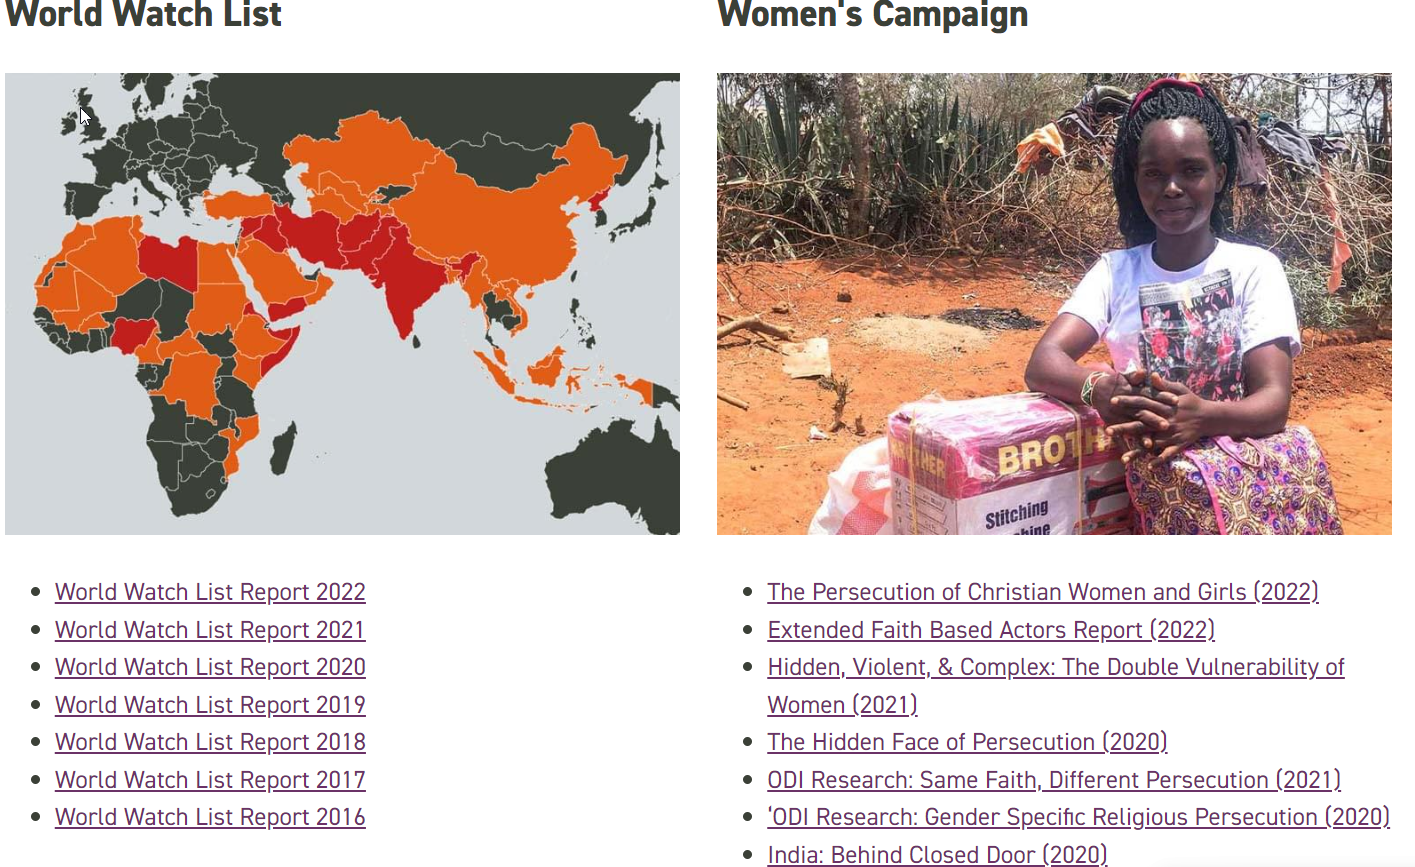 World Watch List
World Watch List Report 2022
World Watch List Report 2021
World Watch List Report 2020
World Watch List Report 2019
World Watch List Report 2018
World Watch List Report 2017
World Watch List Report 2016
Women's Campaign
BROTH
Stitching
The Persecution of Christian Women and Girls (2022)
Extended Faith Based Actors Report (2022)
Hidden, Violent, & Complex: The Double Vulnerability of
Women (2021)
The Hidden Face of Persecution (2020)
ODI Research: Same Faith, Different Persecution (2021)
‘ODI Research: Gender Specific Religious Persecution (2020)
India: Behind Closed Door (2020)